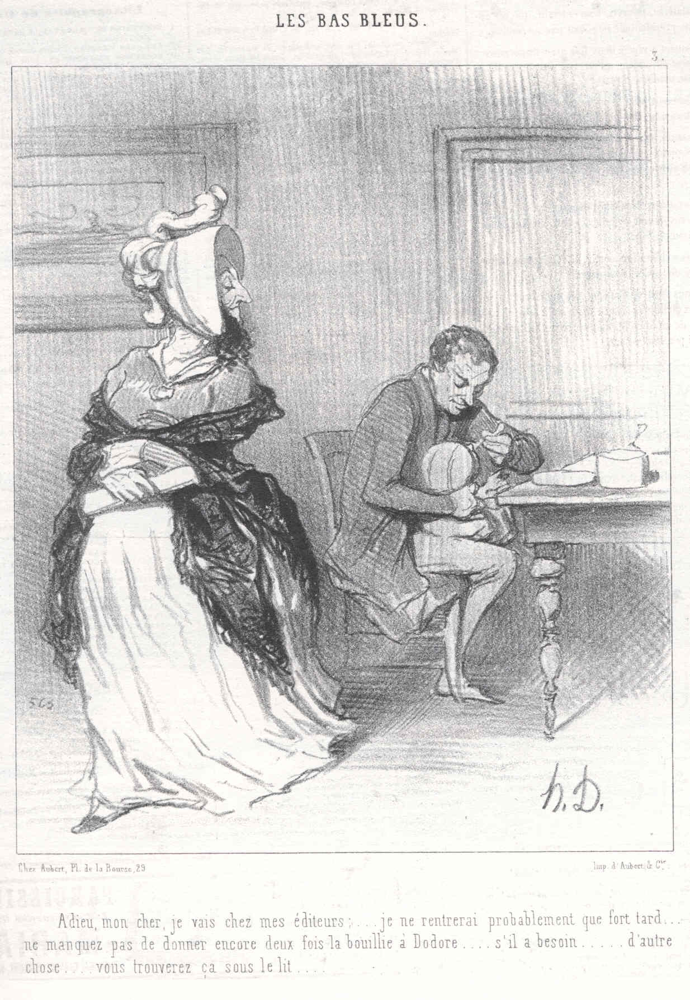 LES BAS BLEUS.
3.
565
h.D.
Chez Aubert, Pl. de la Bourse, 29
Imp. d'Aubert & Cie.
Adieu, mon cher, je vais chez mes éditeurs;....je ne rentrerai probablement que fort tard...
ne manquez pas de donner encore deux fois la bouillie à Dodore.... s'il a besoin...... d'autre
chose.... vous trouverez ça sous le lit....